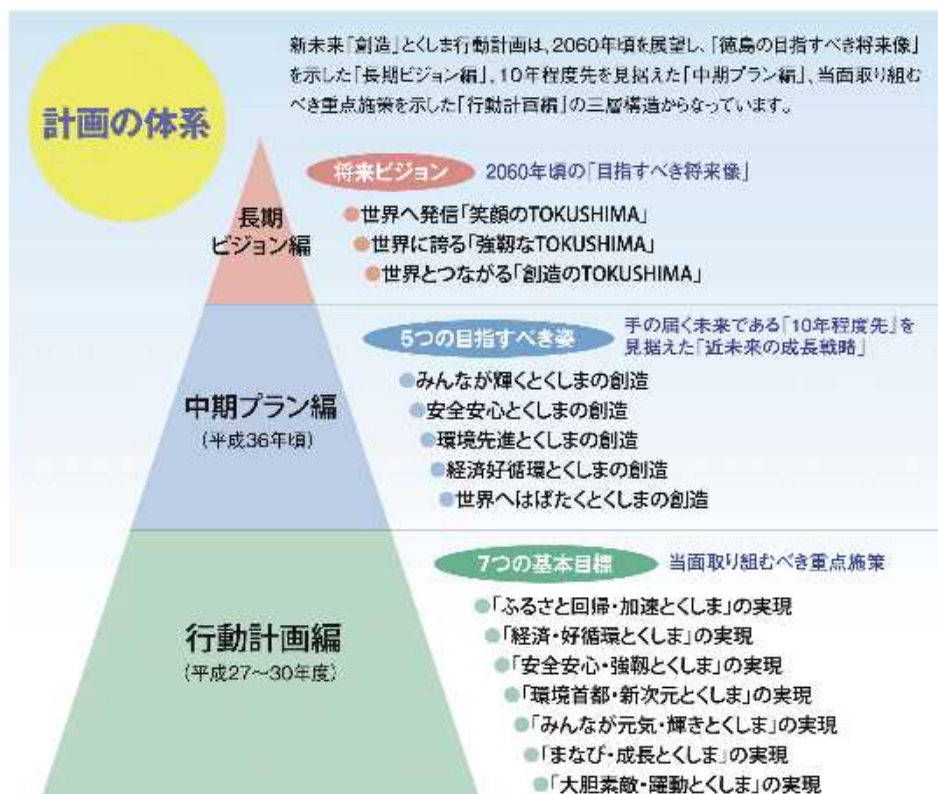 新未来「創造」とくしま行動計画は、2060年頃を展望し、「徳島の目指すべき将来像」
を示した「長期ビジョン編」、10年程度先を見据えた「中期プラン編」、当面取り組む
べき重点施策を示した「行動計画編」の三層構造からなっています。
計画の体系
長期
ビジョン編
将来ビジョン
2060年頃の「目指すべき将来像」
●世界へ発信「笑顔のTOKUSHIMA」
●世界に誇る「強靱なTOKUSHIMA」
●世界とつながる「創造のTOKUSHIMA」
中期プラン編
(平成36年頃)
5つの目指すべき姿
手の届く未来である「10年程度先」を
見据えた「近未来の成長戦略」
●みんなが輝くとくしまの創造
●安全安心とくしまの創造
●環境先進とくしまの創造
●経済好循環とくしまの創造
●世界へはばたくとくしまの創造
行動計画編
(平成27～30年度)
7つの基本目標
当面取り組むべき重点施策
●「ふるさと回帰・加速とくしま」の実現
●「経済・好循環とくしま」の実現
●「安全安心・強靱とくしま」の実現
●「環境首都・新次元とくしま」の実現
●「みんなが元気・輝きとくしま」の実現
●「まなび・成長とくしま」の実現
●「大胆素敵・躍動とくしま」の実現